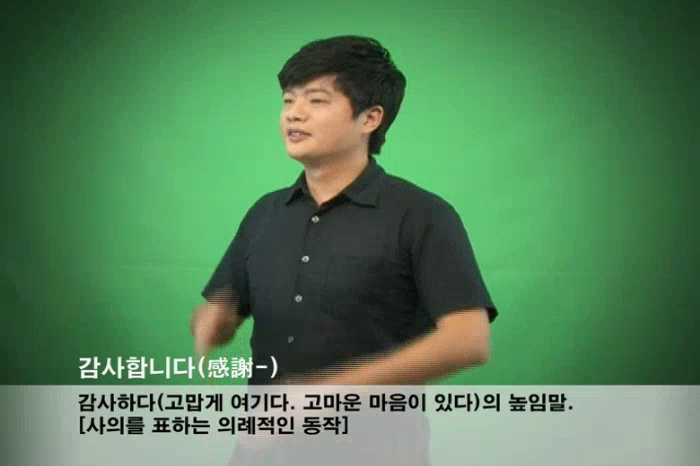 감사합니다(感謝-)
감사하다(고맙게 여기다. 고마운 마음이 있다)의 높임말.
[사의를 표하는 의례적인 동작]